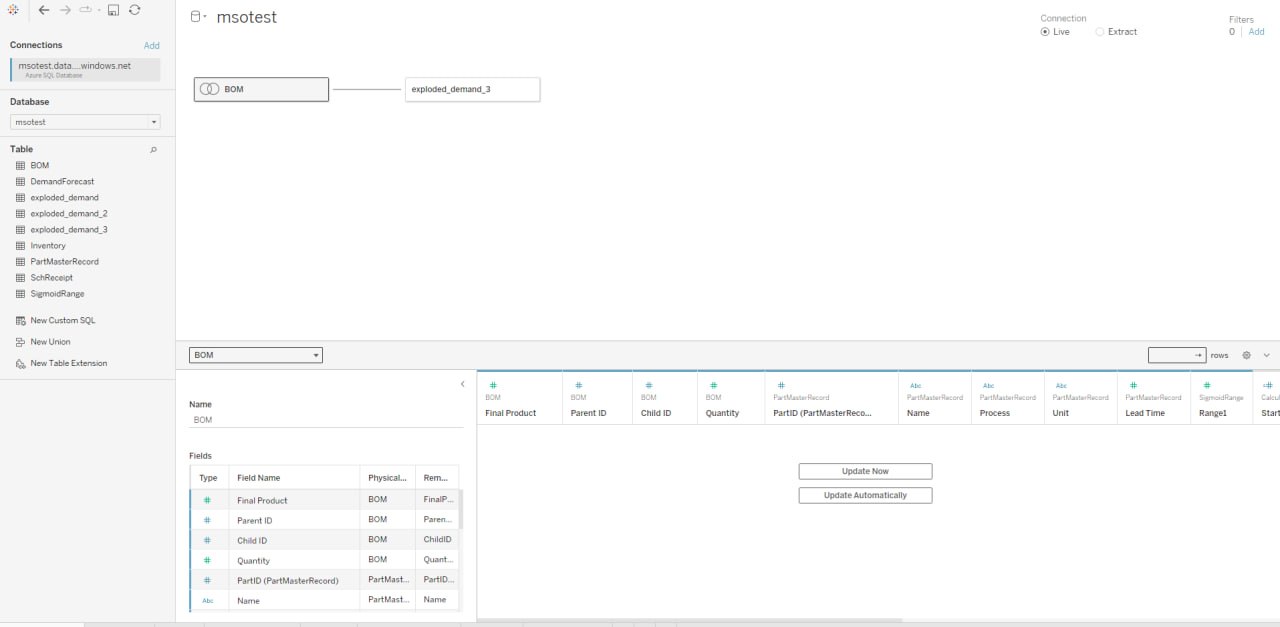 msotest
Connection
Live
Extract
Filters
0 | Add
Connections
Add
msotest.data....windows.net
Azure SQL Database
Database
msotest
Table
BOM
DemandForecast
exploded_demand
exploded_demand_2
exploded_demand_3
Inventory
PartMasterRecord
SchReceipt
SigmoidRange
New Custom SQL
New Union
New Table Extension
BOM
exploded_demand_3
BOM
rows
Name
BOM
Fields
Type Field Name Physical... Rem...
# Final Product BOM FinalP...
# Parent ID BOM Paren...
# Child ID BOM ChildID
# Quantity BOM Quant...
# PartID (PartMasterRecord) PartMast... PartID...
Abc Name PartMast... Name
# # # # # Abc Abc Abc # # =#
BOM BOM BOM BOM PartMasterRecord PartMasterRecord PartMasterRecord PartMasterRecord PartMasterRecord SigmoidRange Calcul
Final Product Parent ID Child ID Quantity PartID (PartMasterReco... Name Process Unit Lead Time Range1 Start
Update Now
Update Automatically